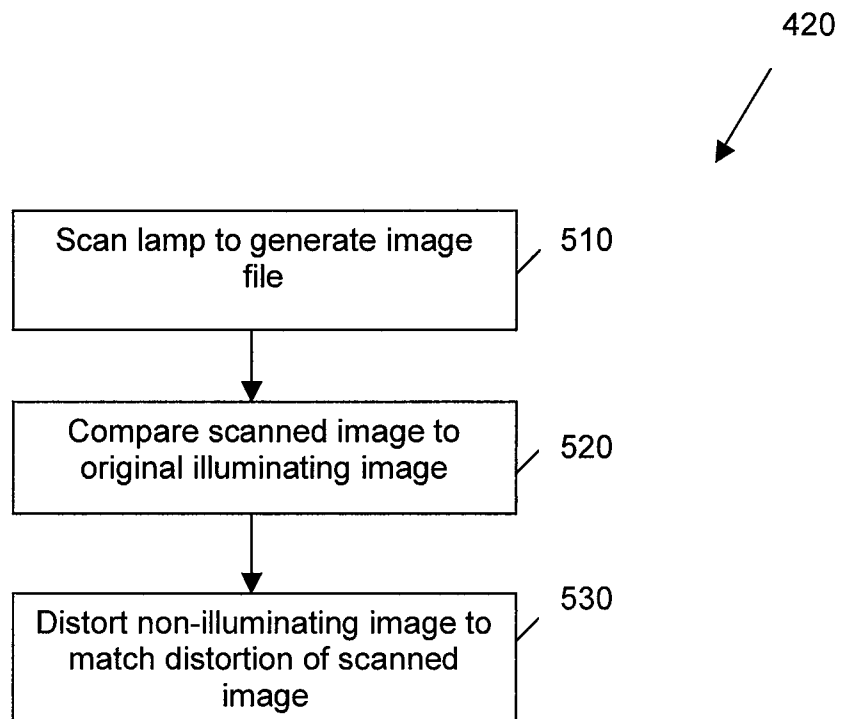 420
Scan lamp to generate image
file
510
Compare scanned image to
original illuminating image
520
Distort non-illuminating image to
match distortion of scanned
image
530